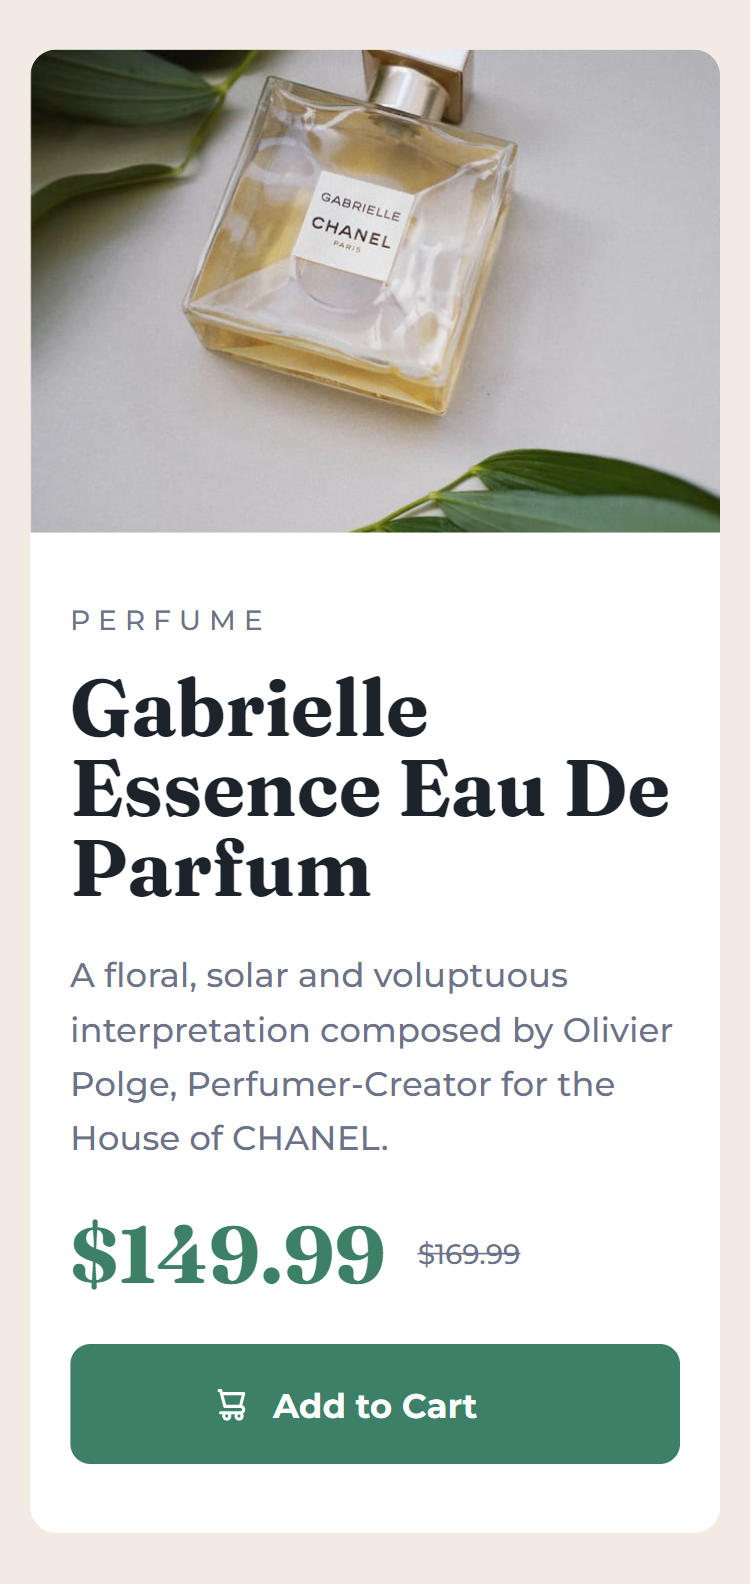 GABRIELLE
CHANEL
PARIS
PERFUME
Gabrielle
Essence Eau De
Parfum
A floral, solar and voluptuous
interpretation composed by Olivier
Polge, Perfumer-Creator for the
House of CHANEL.
$149.99 $169.99
Add to Cart